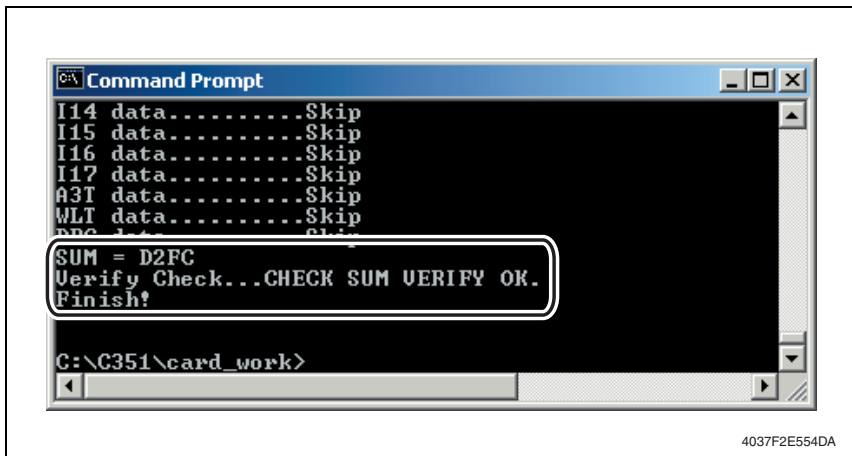 Command Prompt
I14 data..........Skip
I15 data..........Skip
I16 data..........Skip
I17 data..........Skip
A3T data..........Skip
WLT data..........Skip
SUM = D2FC
Verify Check...CHECK SUM VERIFY OK.
Finish!
C:\C351\card_work>
4037F2E554DA